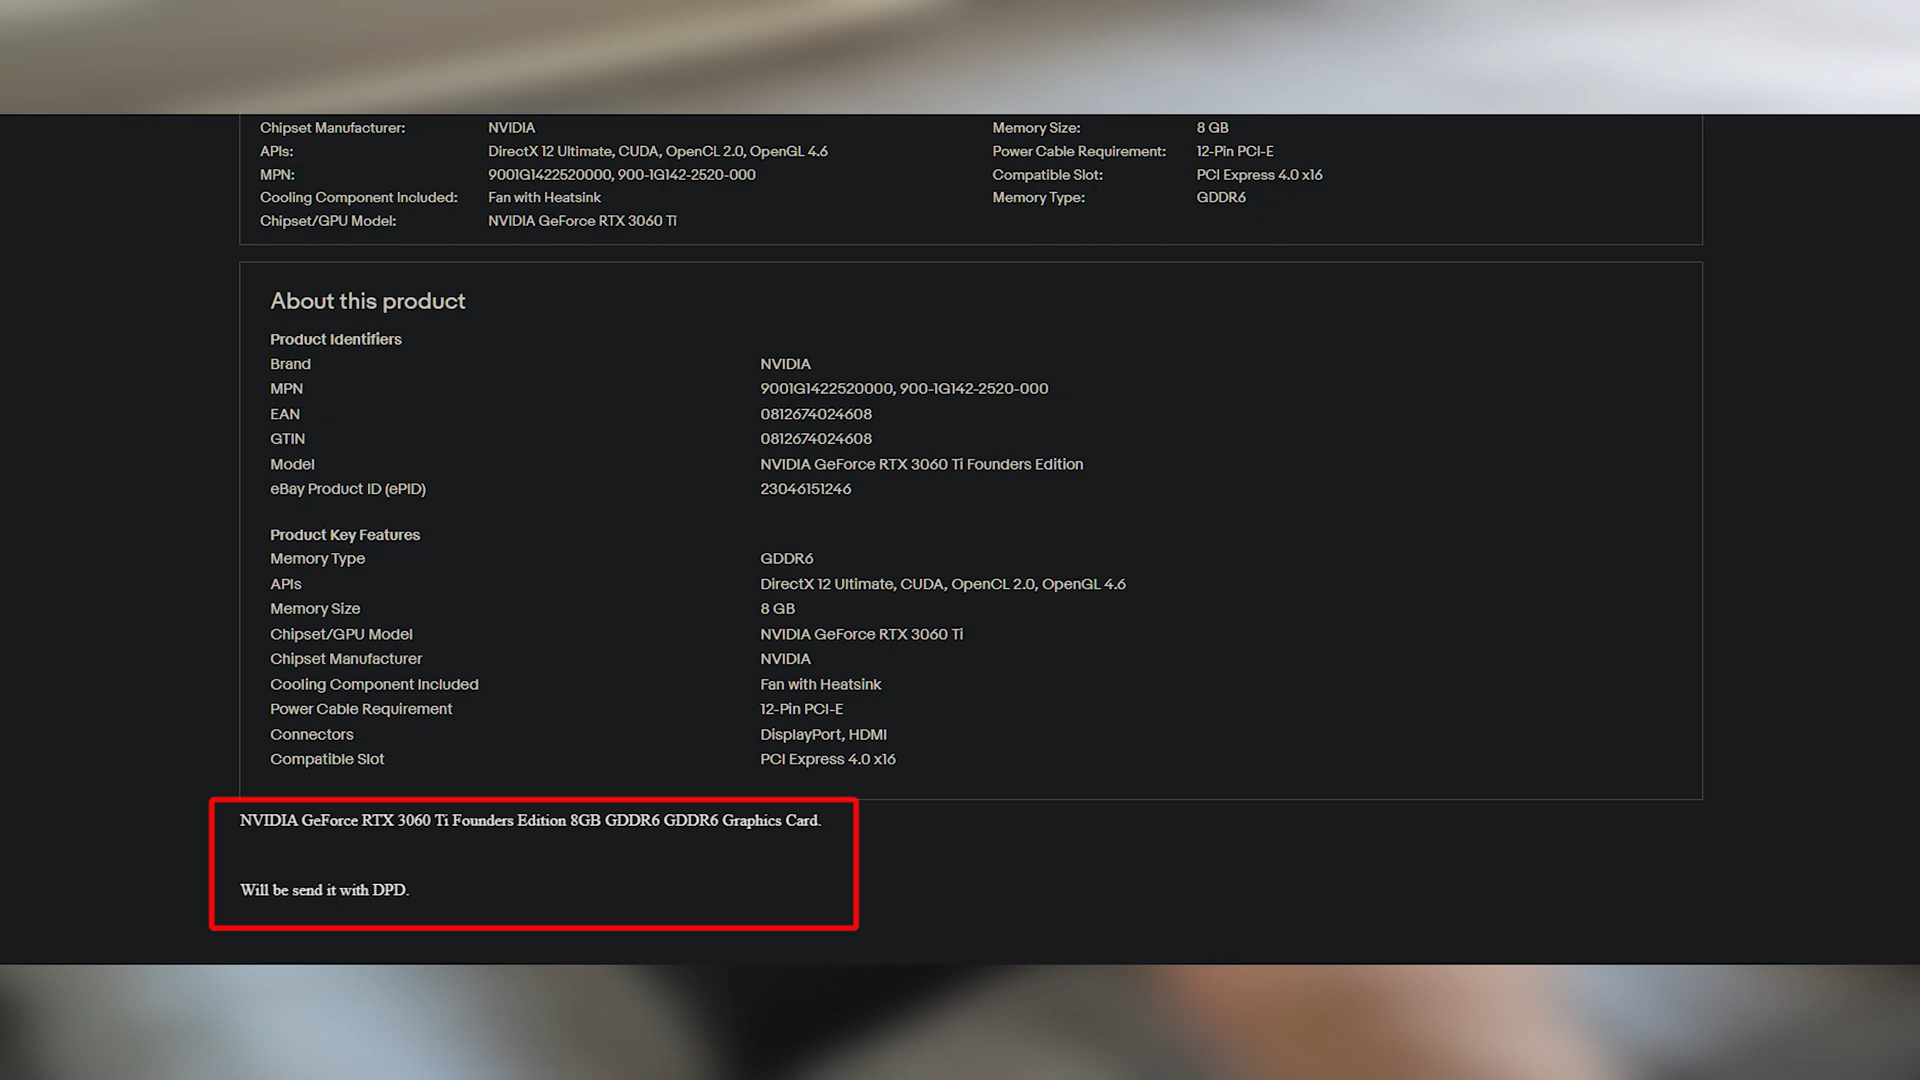 Chipset Manufacturer: NVIDIA Memory Size: 8 GB
APIs: DirectX 12 Ultimate, CUDA, OpenCL 2.0, OpenGL 4.6 Power Cable Requirement: 12-Pin PCI-E
MPN: 9001G1422520000, 900-1G142-2520-000 Compatible Slot: PCI Express 4.0 x16
Cooling Component Included: Fan with Heatsink Memory Type: GDDR6
Chipset/GPU Model: NVIDIA GeForce RTX 3060 Ti
About this product
Product Identifiers
Brand NVIDIA
MPN 9001G1422520000, 900-1G142-2520-000
EAN 0812674024608
GTIN 0812674024608
Model NVIDIA GeForce RTX 3060 Ti Founders Edition
eBay Product ID (ePID) 23046151246
Product Key Features
Memory Type GDDR6
APIs DirectX 12 Ultimate, CUDA, OpenCL 2.0, OpenGL 4.6
Memory Size 8 GB
Chipset/GPU Model NVIDIA GeForce RTX 3060 Ti
Chipset Manufacturer NVIDIA
Cooling Component Included Fan with Heatsink
Power Cable Requirement 12-Pin PCI-E
Connectors DisplayPort, HDMI
Compatible Slot PCI Express 4.0 x16
NVIDIA GeForce RTX 3060 Ti Founders Edition 8GB GDDR6 GDDR6 Graphics Card.
Will be send it with DPD.